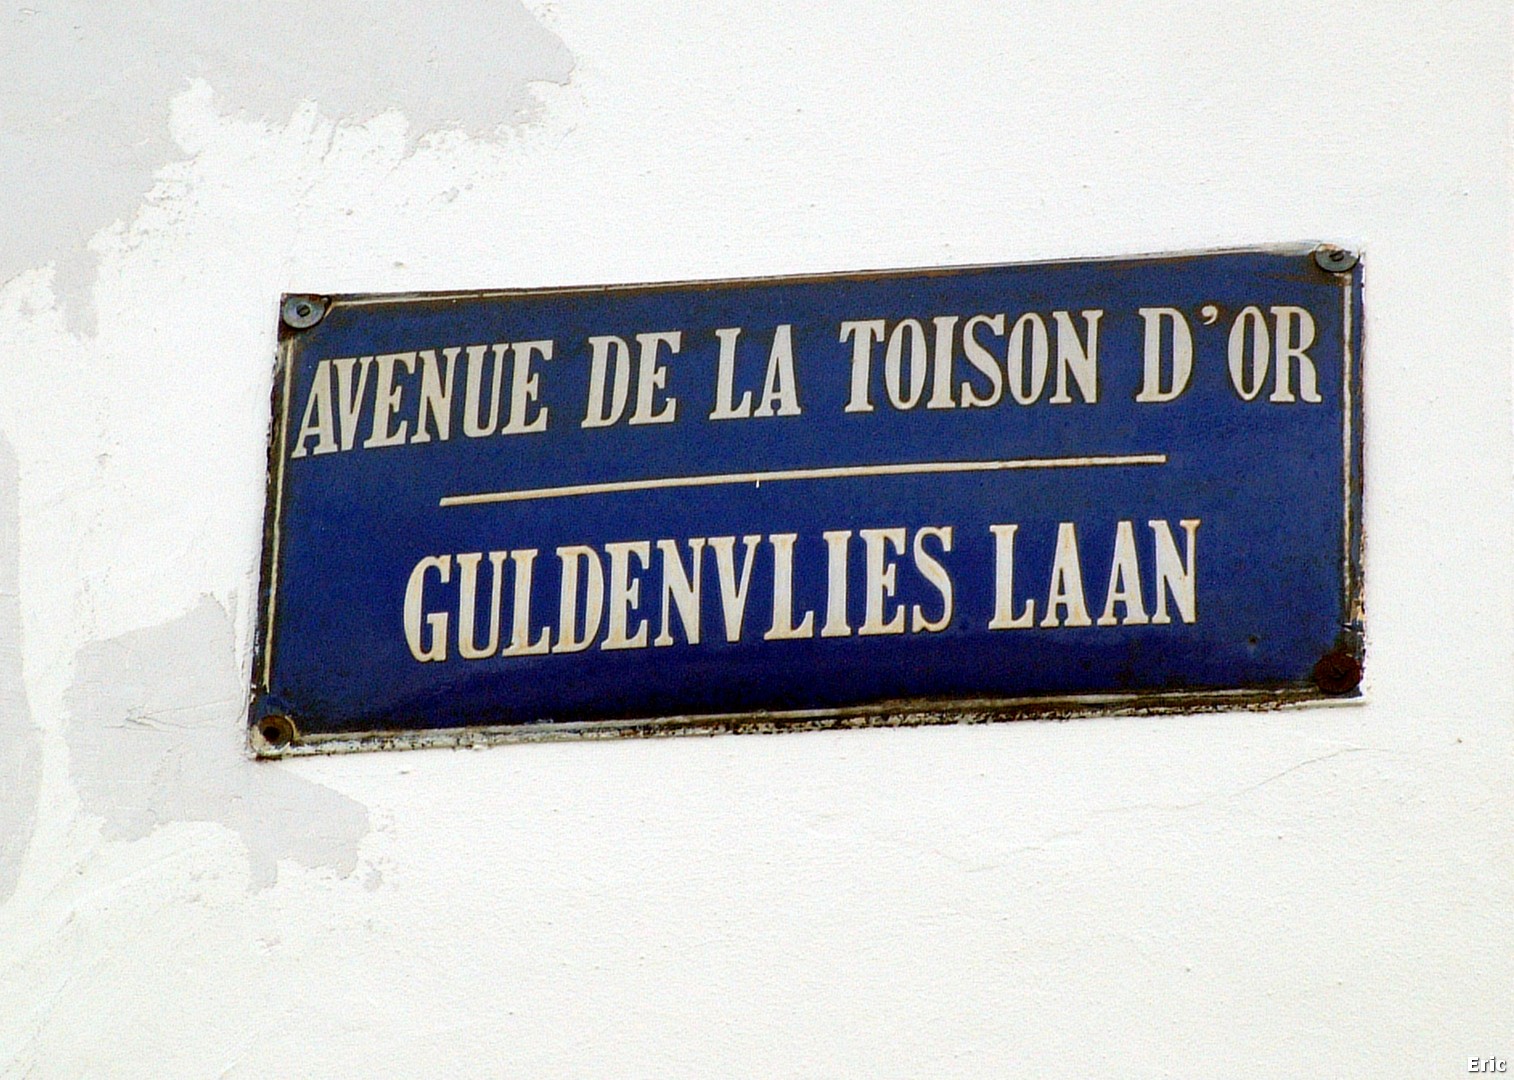 AVENUE DE LA TOISON D'OR
GULDENVLIES LAAN
Eric